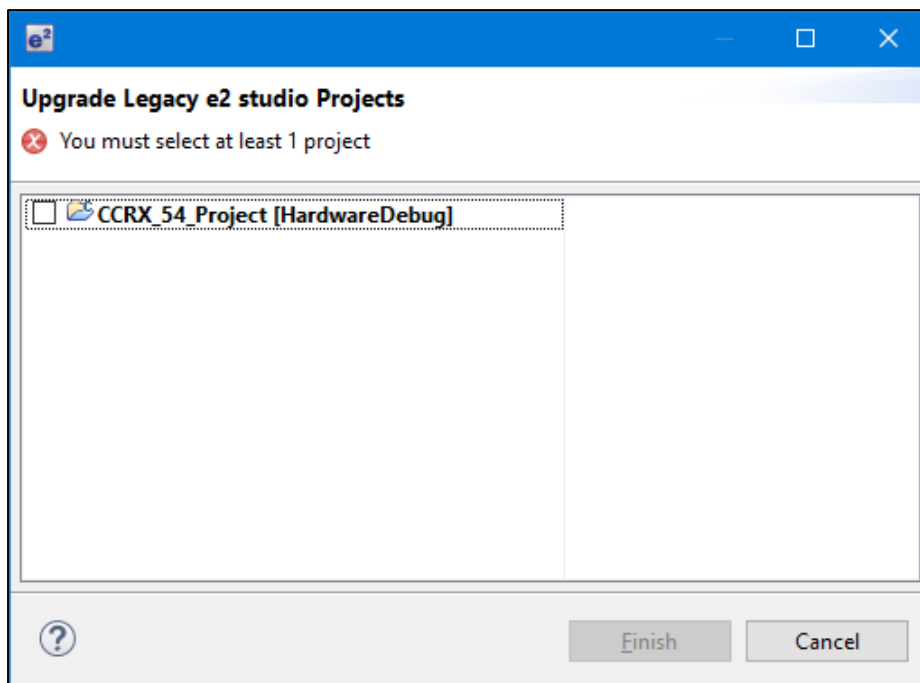 e²
Upgrade Legacy e2 studio Projects
You must select at least 1 project
CCRX_54_Project [HardwareDebug]
?
Finish
Cancel